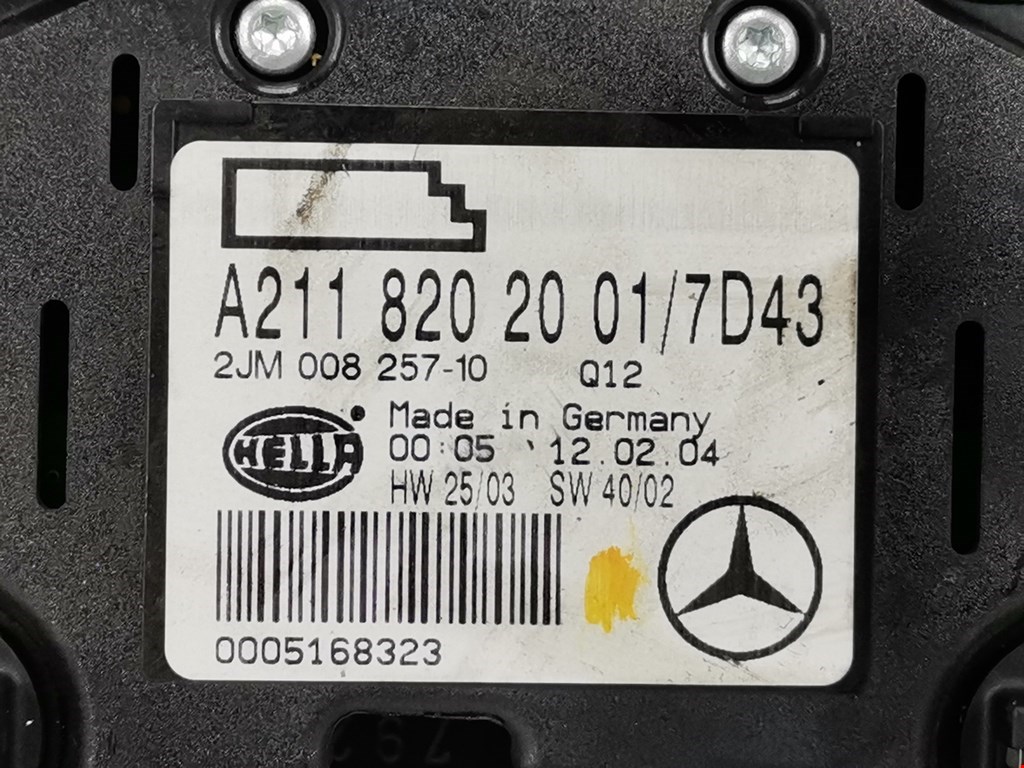 A211 820 20 01/7D43
2JM 008 257-10 Q12
HELLA
Made in Germany
00:05 12.02.04
HW 25/03 SW 40/02
0005168323